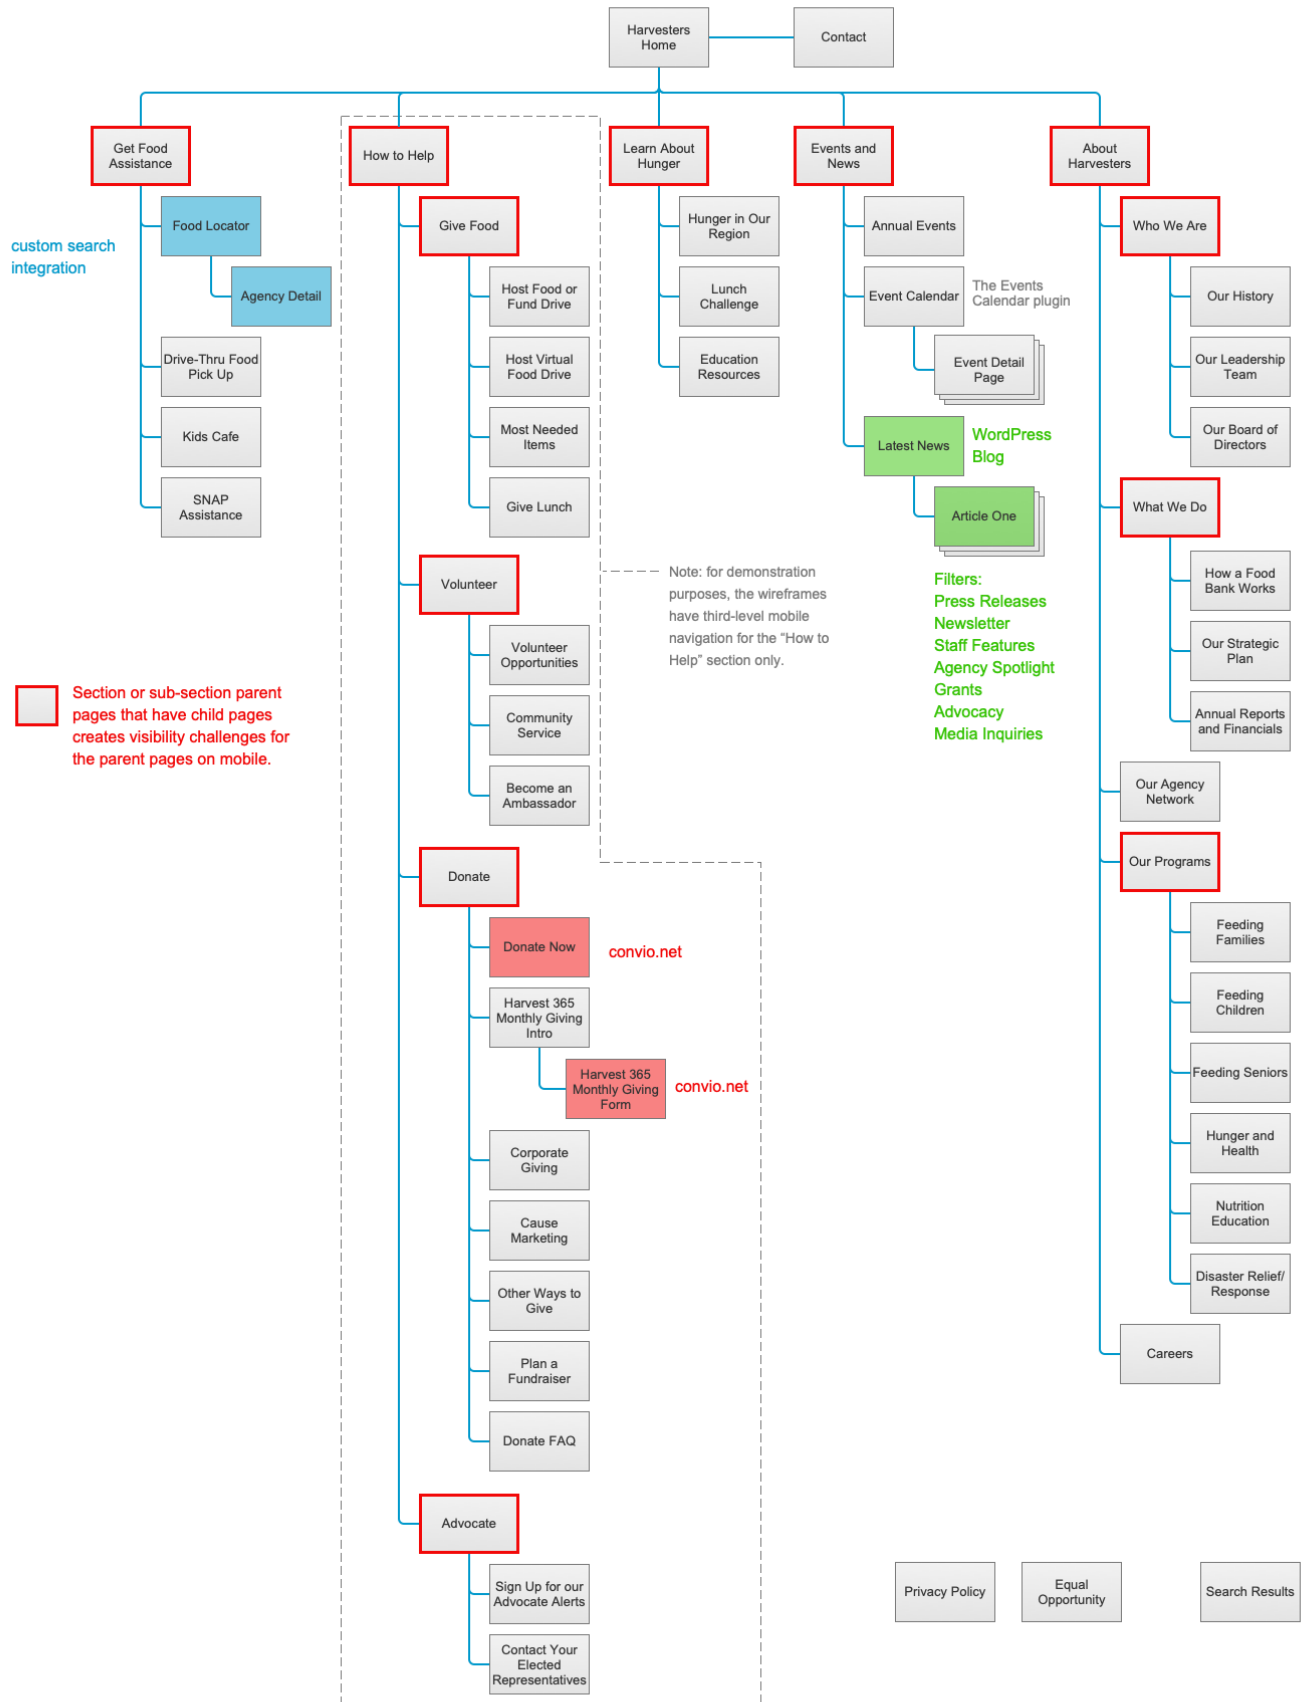 Harvesters
Home
Contact
Get Food
Assistance
How to Help
Learn About
Hunger
Events and
News
About
Harvesters
custom search
integration
Food Locator
Agency Detail
Drive-Thru Food
Pick Up
Kids Cafe
SNAP
Assistance
Section or sub-section parent
pages that have child pages
creates visibility challenges for
the parent pages on mobile.
Give Food
Host Food or
Fund Drive
Host Virtual
Food Drive
Most Needed
Items
Give Lunch
Volunteer
Volunteer
Opportunities
Community
Service
Become an
Ambassador
Donate
Donate Now
convio.net
Harvest 365
Monthly Giving
Intro
Harvest 365
Monthly Giving
Form
convio.net
Corporate
Giving
Cause
Marketing
Other Ways to
Give
Plan a
Fundraiser
Donate FAQ
Advocate
Sign Up for our
Advocate Alerts
Contact Your
Elected
Representatives
Hunger in Our
Region
Lunch
Challenge
Education
Resources
Note: for demonstration
purposes, the wireframes
have third-level mobile
navigation for the “How to
Help” section only.
Annual Events
Event Calendar
The Events
Calendar plugin
Event Detail
Page
Latest News
WordPress
Blog
Article One
Filters:
Press Releases
Newsletter
Staff Features
Agency Spotlight
Grants
Advocacy
Media Inquiries
Who We Are
Our History
Our Leadership
Team
Our Board of
Directors
What We Do
How a Food
Bank Works
Our Strategic
Plan
Annual Reports
and Financials
Our Agency
Network
Our Programs
Feeding
Families
Feeding
Children
Feeding Seniors
Hunger and
Health
Nutrition
Education
Disaster Relief/
Response
Careers
Privacy Policy
Equal
Opportunity
Search Results